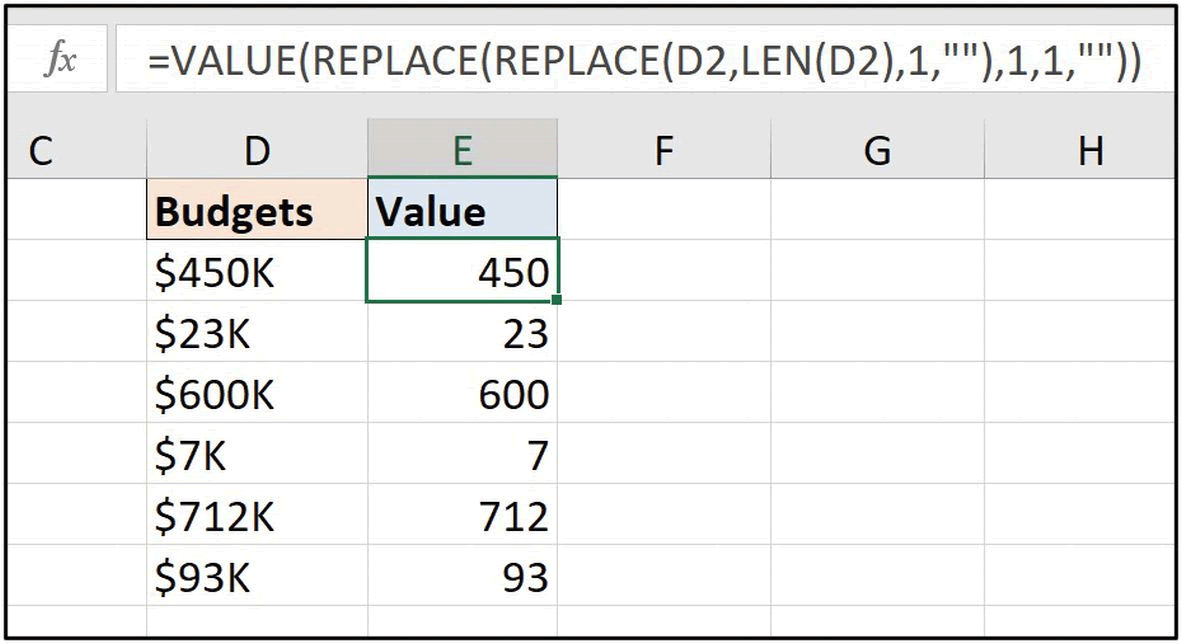 fx =VALUE(REPLACE(REPLACE(D2,LEN(D2),1,""),1,1,""))
C D E F G H
Budgets Value
$450K 450
$23K 23
$600K 600
$7K 7
$712K 712
$93K 93